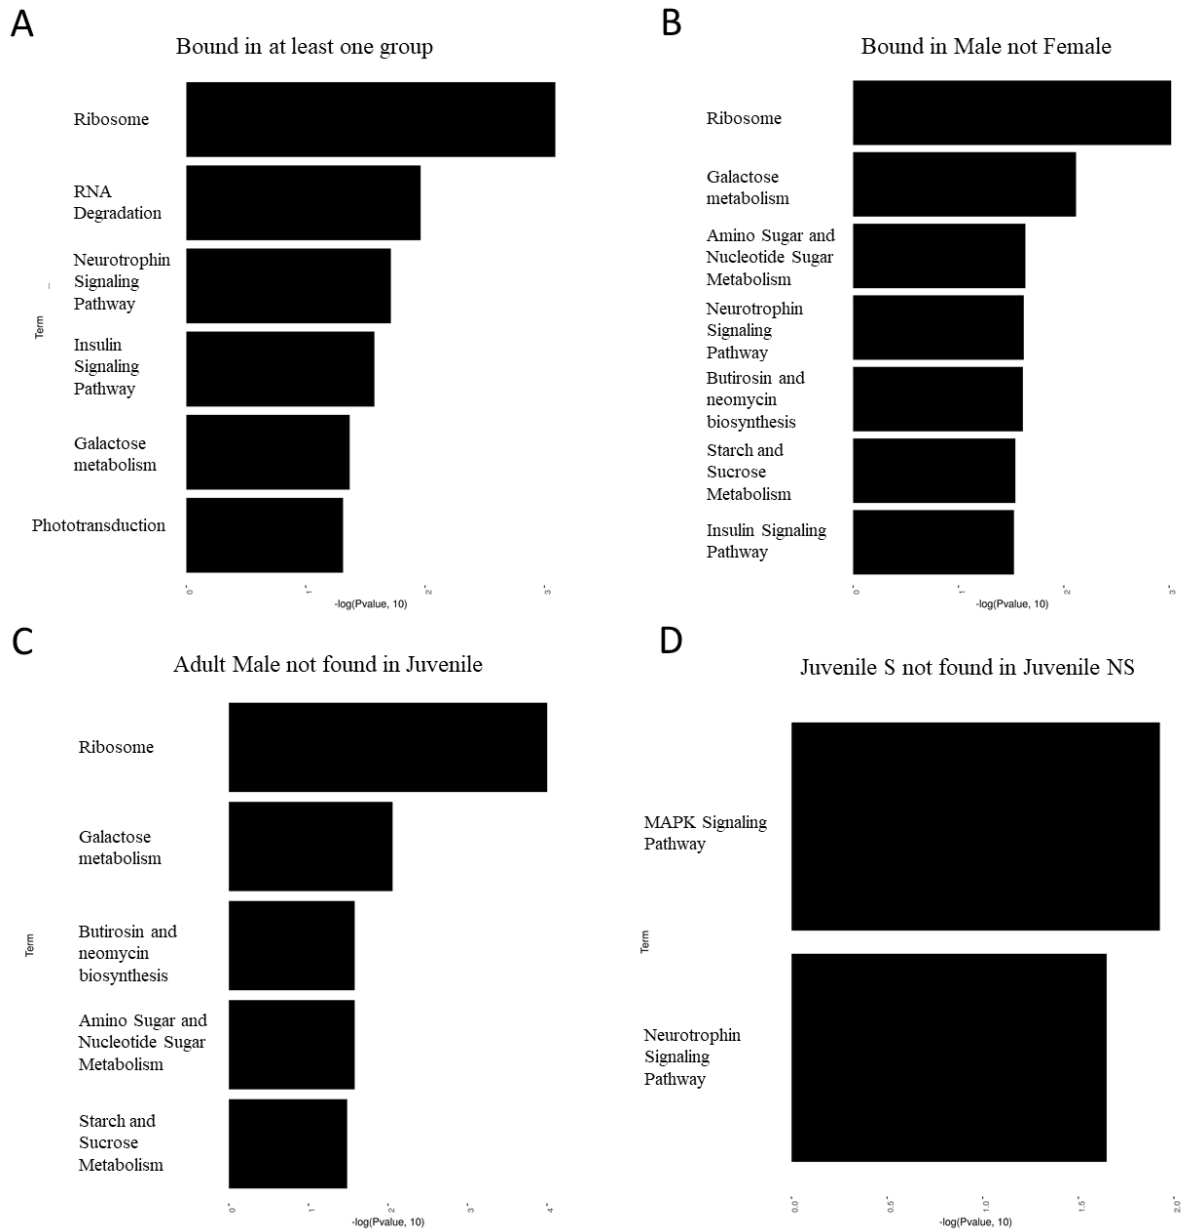 A
Bound in at least one group
Ribosome
RNA
Degradation
Neurotrophin
Signaling
Pathway
Insulin
Signaling
Pathway
Galactose
metabolism
Phototransduction
Term
0 1 2 3
-log(Pvalue, 10)
B
Bound in Male not Female
Ribosome
Galactose
metabolism
Amino Sugar and
Nucleotide Sugar
Metabolism
Neurotrophin
Signaling
Pathway
Butirosin and
neomycin
biosynthesis
Starch and
Sucrose
Metabolism
Insulin Signaling
Pathway
0 1 2 3
-log(Pvalue, 10)
C
Adult Male not found in Juvenile
Ribosome
Galactose
metabolism
Butirosin and
neomycin
biosynthesis
Amino Sugar and
Nucleotide Sugar
Metabolism
Starch and
Sucrose
Metabolism
Term
0 1 2 3 4
-log(Pvalue, 10)
D
Juvenile S not found in Juvenile NS
MAPK Signaling
Pathway
Neurotrophin
Signaling
Pathway
Term
0.0 0.5 1.0 1.5 2.0
-log(Pvalue, 10)